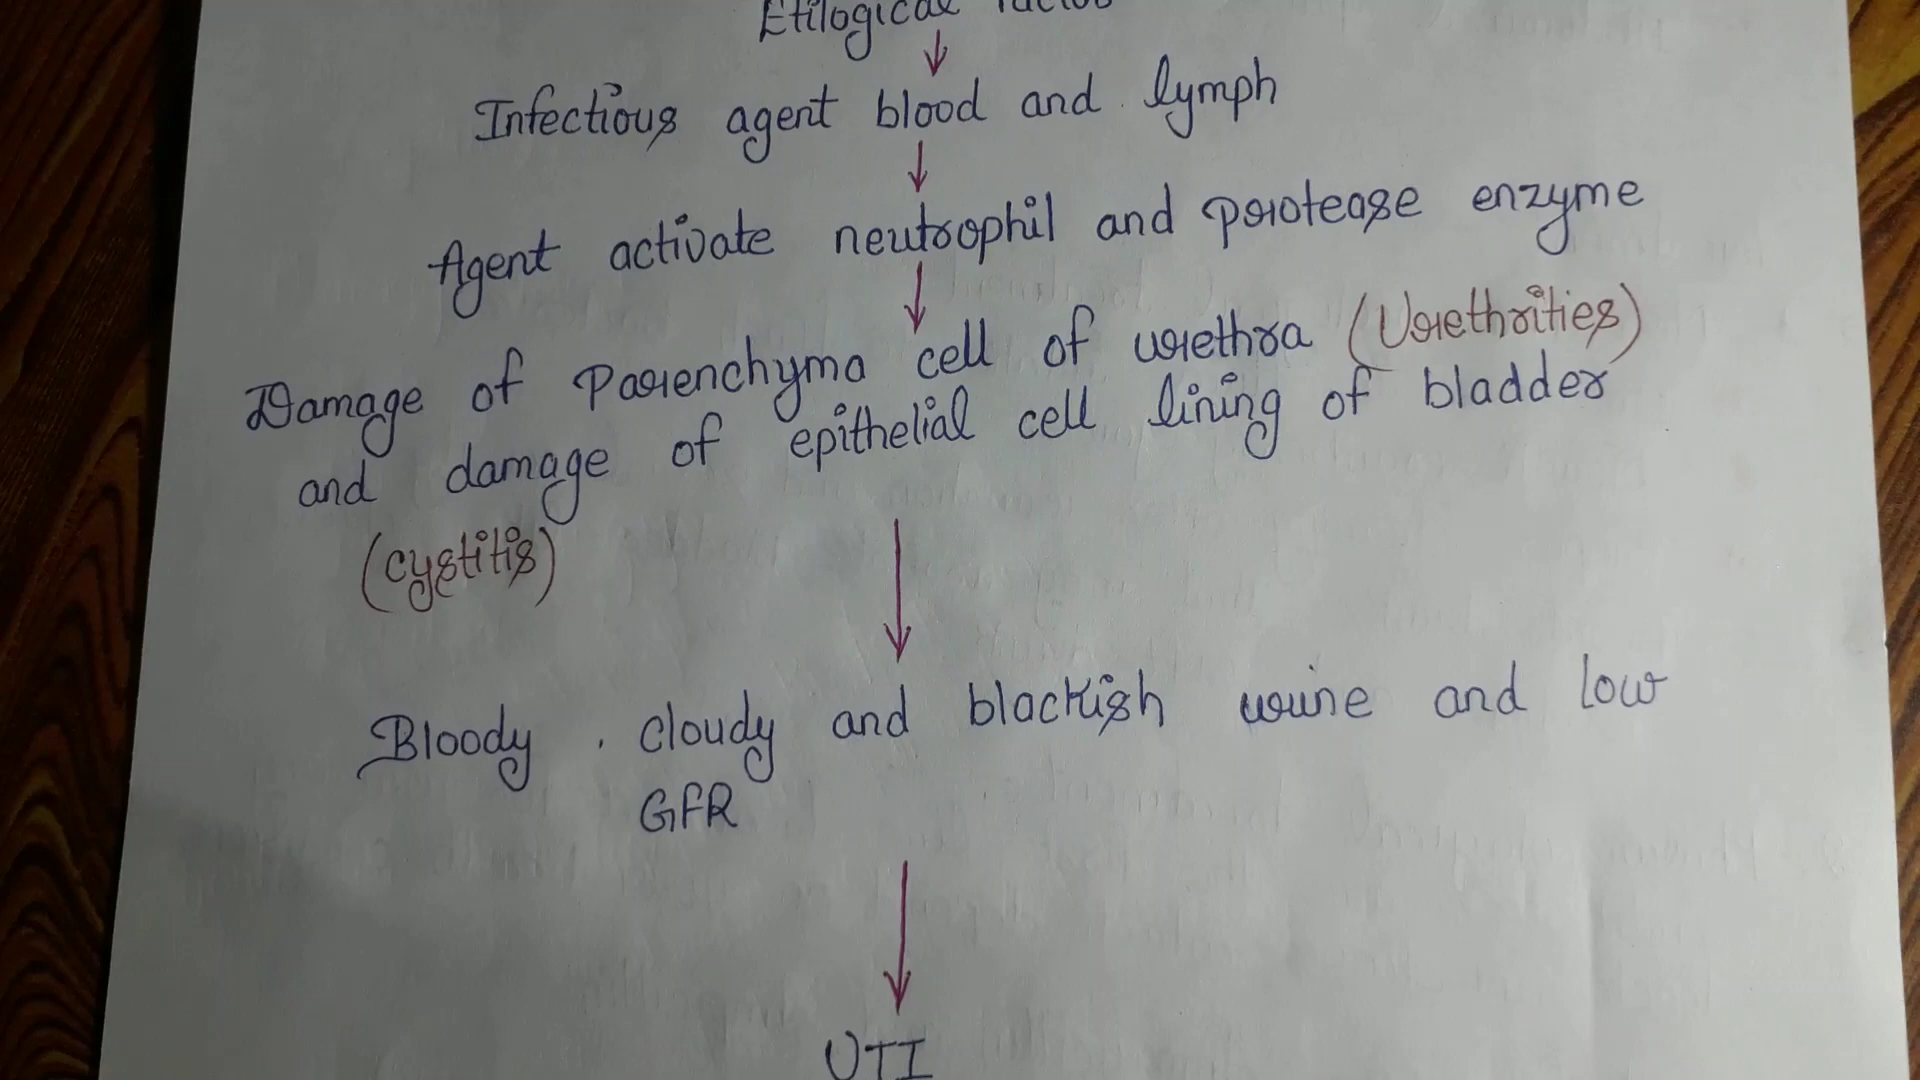 Etilogical
Infectious agent blood and lymph
Agent activate neutrophil and protease enzyme
Damage of Parenchyma cell of urethra (Urethrities)
and damage of epithelial cell lining of bladder
(cystitis)
Bloody . cloudy and blackish urine and low
GFR
UTI